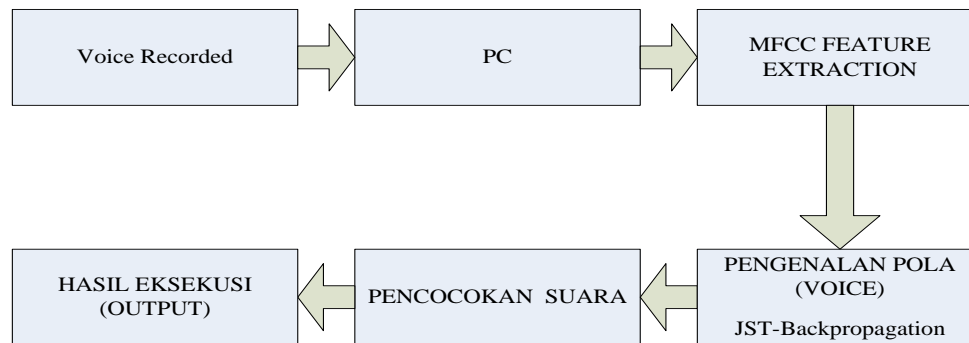 Voice Recorded
PC
MFCC FEATURE
EXTRACTION
PENGENALAN POLA
(VOICE)
JST-Backpropagation
PENCOCOKAN SUARA
HASIL EKSEKUSI
(OUTPUT)